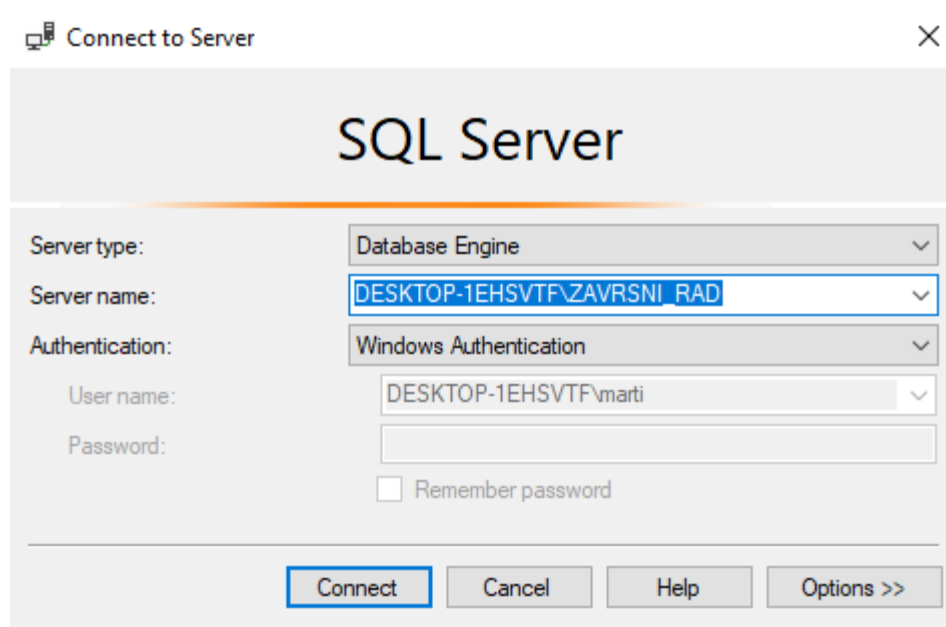 Connect to Server
SQL Server
Server type: Database Engine
Server name: DESKTOP-1EHSVTF\ZAVRSNI_RAD
Authentication: Windows Authentication
User name: DESKTOP-1EHSVTF\marti
Password:
Remember password
Connect Cancel Help Options >>